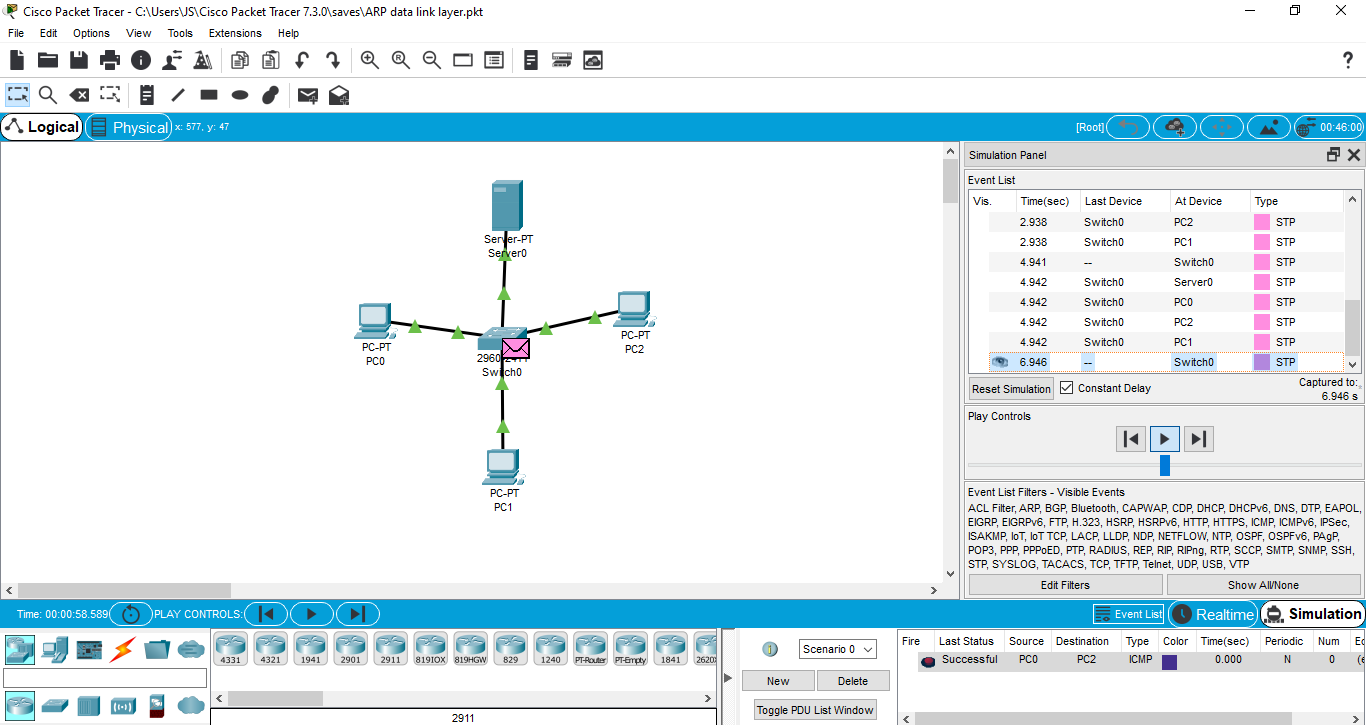 Cisco Packet Tracer - C:\Users\JS\Cisco Packet Tracer 7.3.0\saves\ARP data link layer.pkt
File Edit Options View Tools Extensions Help
Logical Physical x: 577, y: 47 [Root] 00:46:00
Server-PT
Server0
PC-PT
PC0
PC-PT
PC2
Switch0
PC-PT
PC1
Simulation Panel
Event List
Vis. Time(sec) Last Device At Device Type
2.938 Switch0 PC2 STP
2.938 Switch0 PC1 STP
4.941 -- Switch0 STP
4.942 Switch0 Server0 STP
4.942 Switch0 PC0 STP
4.942 Switch0 PC2 STP
4.942 Switch0 PC1 STP
6.946 -- Switch0 STP
Reset Simulation Constant Delay Captured to:
6.946 s
Play Controls
Event List Filters - Visible Events
ACL Filter, ARP, BGP, Bluetooth, CAPWAP, CDP, DHCP, DHCPv6, DNS, DTP, EAPOL,
EIGRP, EIGRPv6, FTP, H.323, HSRP, HSRPv6, HTTP, HTTPS, ICMP, ICMPv6, IPSec,
ISAKMP, IoT, IoT TCP, LACP, LLDP, NDP, NETFLOW, NTP, OSPF, OSPFv6, PAgP,
POP3, PPP, PPPoED, PTP, RADIUS, REP, RIP, RIPng, RTP, SCCP, SMTP, SNMP, SSH,
STP, SYSLOG, TACACS, TCP, TFTP, Telnet, UDP, USB, VTP
Edit Filters Show All/None
Time: 00:00:58.589 PLAY CONTROLS: Event List Realtime Simulation
4331 4321 1941 2901 2911 819IOX 819HGW 829 1240 PT-Router PT-Empty 1841 2620X
2911
Scenario 0
New Delete
Toggle PDU List Window
Fire Last Status Source Destination Type Color Time(sec) Periodic Num
Successful PC0 PC2 ICMP 0.000 N 0